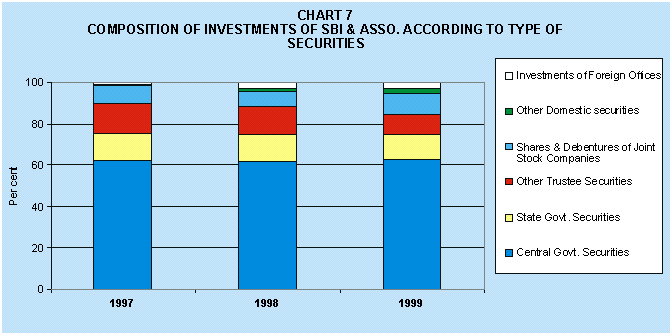 CHART 7
COMPOSITION OF INVESTMENTS OF SBI & ASSO. ACCORDING TO TYPE OF
SECURITIES
Per cent
100
80
60
40
20
0
1997
1998
1999
Investments of Foreign Offices
Other Domestic securities
Shares & Debentures of Joint
Stock Companies
Other Trustee Securities
State Govt. Securities
Central Govt. Securities